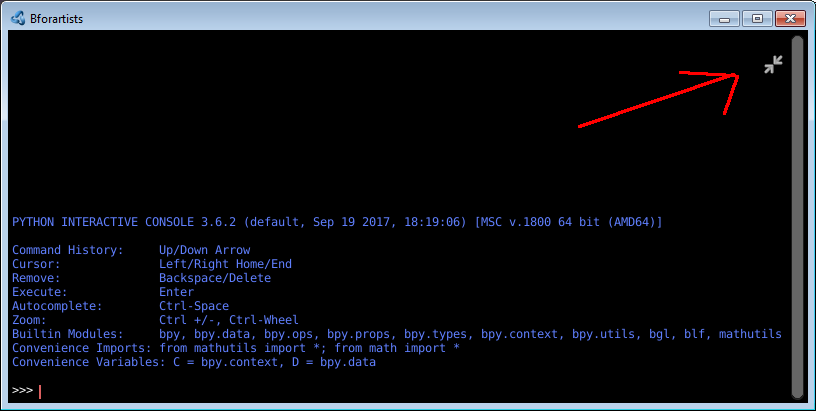 Bforartists
PYTHON INTERACTIVE CONSOLE 3.6.2 (default, Sep 19 2017, 18:19:06) [MSC v.1800 64 bit (AMD64)]
Command History:     Up/Down Arrow
Cursor:              Left/Right Home/End
Remove:              Backspace/Delete
Execute:             Enter
Autocomplete:        Ctrl-Space
Zoom:                Ctrl +/-, Ctrl-Wheel
Builtin Modules:     bpy, bpy.data, bpy.ops, bpy.props, bpy.types, bpy.context, bpy.utils, bgl, blf, mathutils
Convenience Imports: from mathutils import *; from math import *
Convenience Variables: C = bpy.context, D = bpy.data
>>>